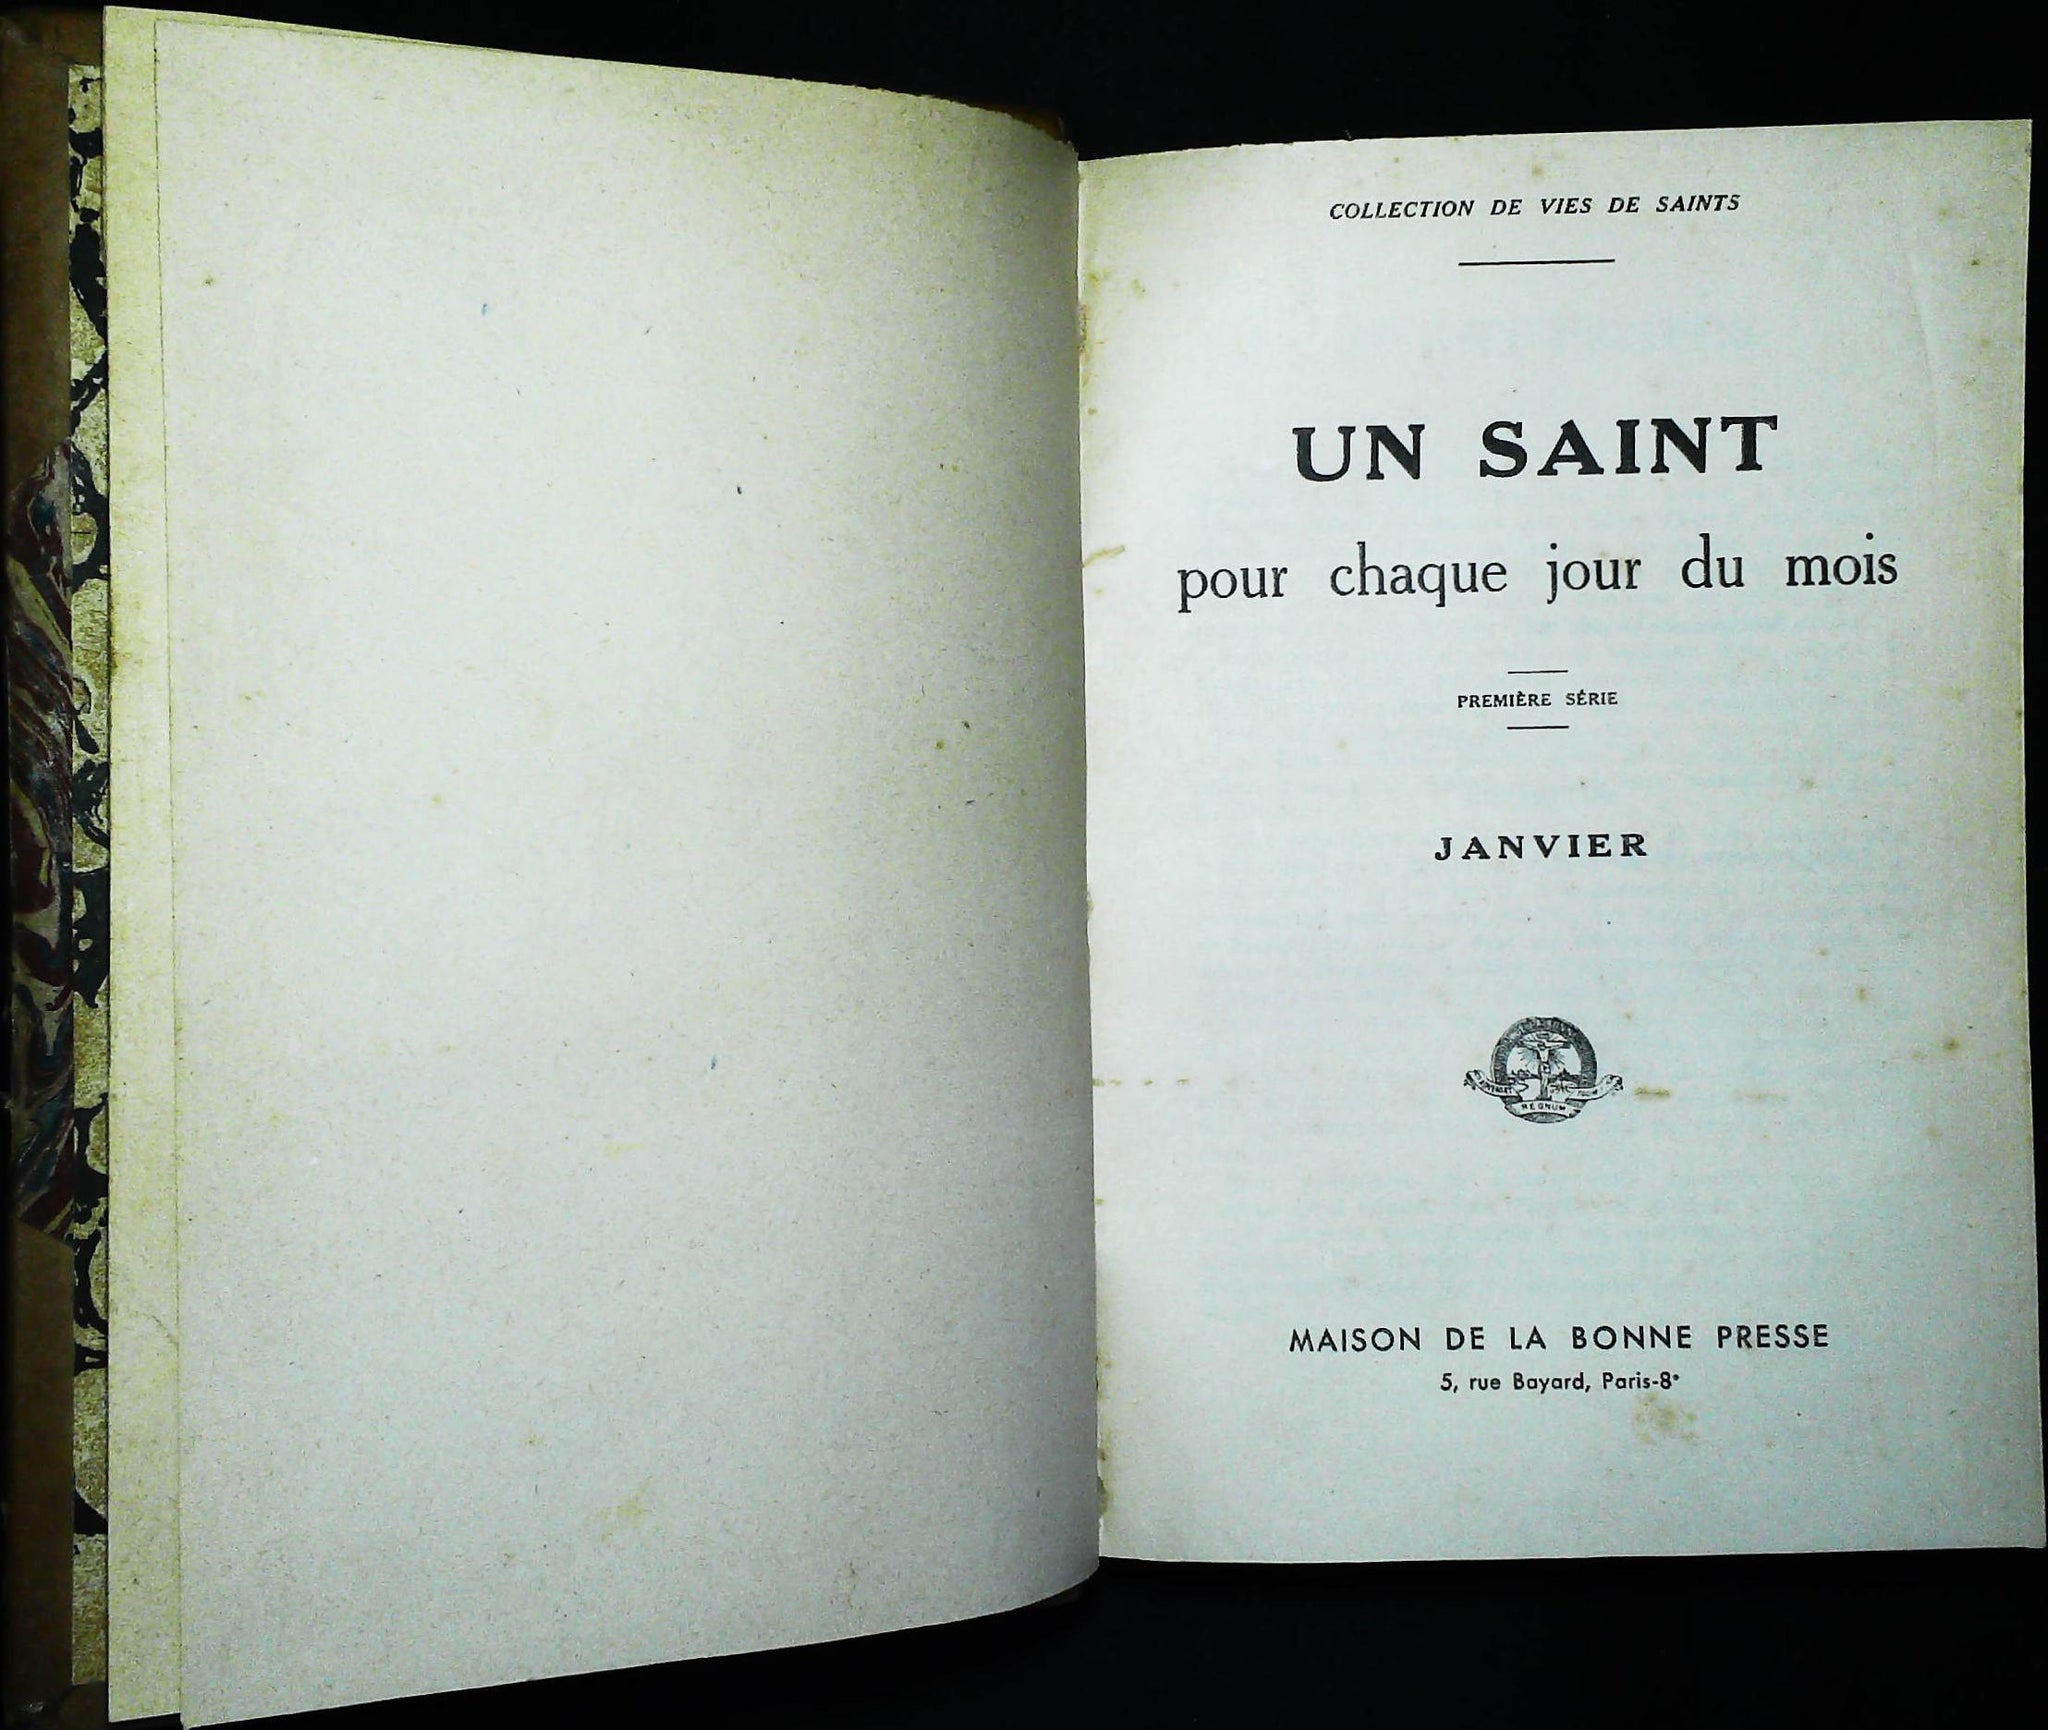 COLLECTION DE VIES DE SAINTS
UN SAINT
pour chaque jour du mois
PREMIÈRE SÉRIE
JANVIER
REGNUM
MAISON DE LA BONNE PRESSE
5, rue Bayard, Paris-8e